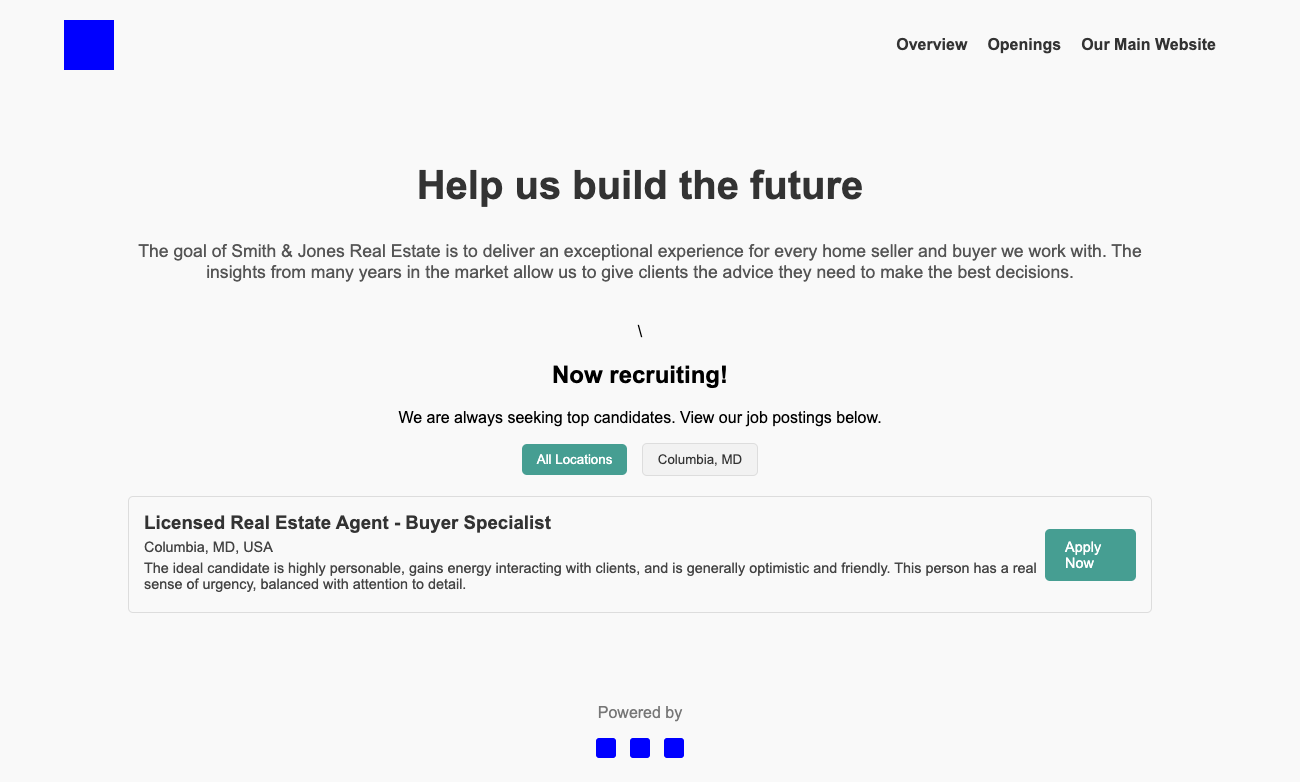 Overview Openings Our Main Website
Help us build the future
The goal of Smith & Jones Real Estate is to deliver an exceptional experience for every home seller and buyer we work with. The
insights from many years in the market allow us to give clients the advice they need to make the best decisions.
\
Now recruiting!
We are always seeking top candidates. View our job postings below.
All Locations Columbia, MD
Licensed Real Estate Agent - Buyer Specialist
Columbia, MD, USA
The ideal candidate is highly personable, gains energy interacting with clients, and is generally optimistic and friendly. This person has a real
sense of urgency, balanced with attention to detail.
Apply
Now
Powered by